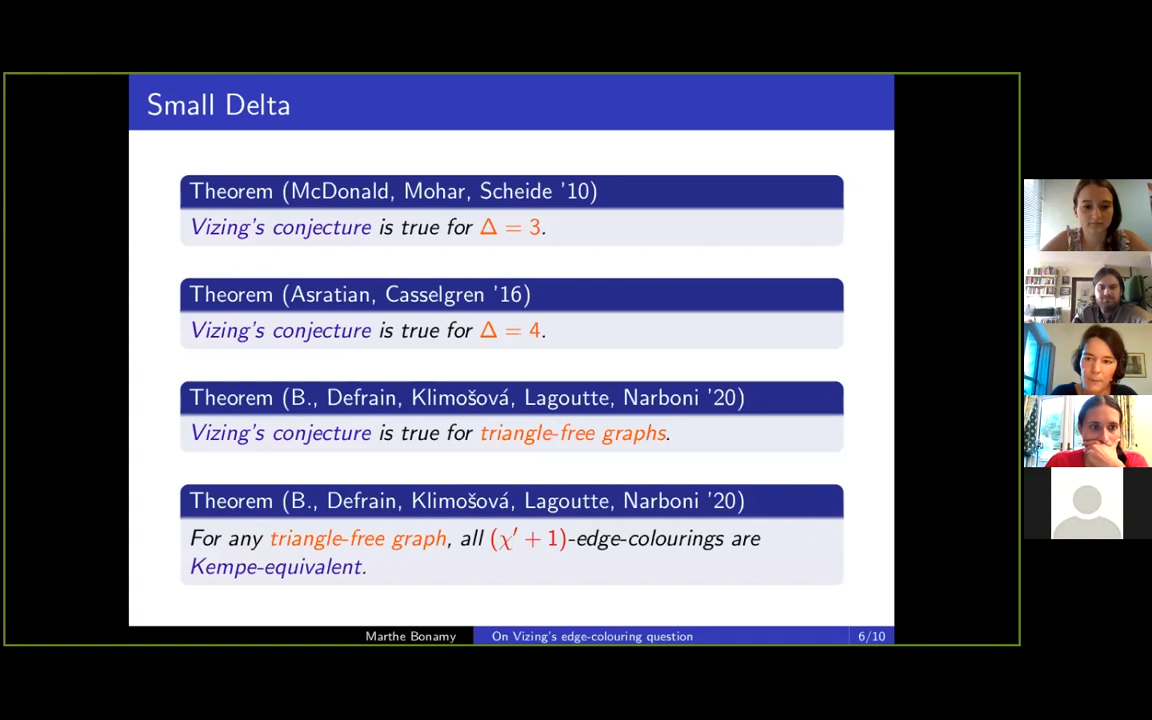 Small Delta
Theorem (McDonald, Mohar, Scheide '10)
Vizing's conjecture is true for Δ = 3.
Theorem (Asratian, Casselgren '16)
Vizing's conjecture is true for Δ = 4.
Theorem (B., Defrain, Klimošová, Lagoutte, Narboni '20)
Vizing's conjecture is true for triangle-free graphs.
Theorem (B., Defrain, Klimošová, Lagoutte, Narboni '20)
For any triangle-free graph, all (χ′ + 1)-edge-colourings are
Kempe-equivalent.
Marthe Bonamy On Vizing's edge-colouring question 6/10